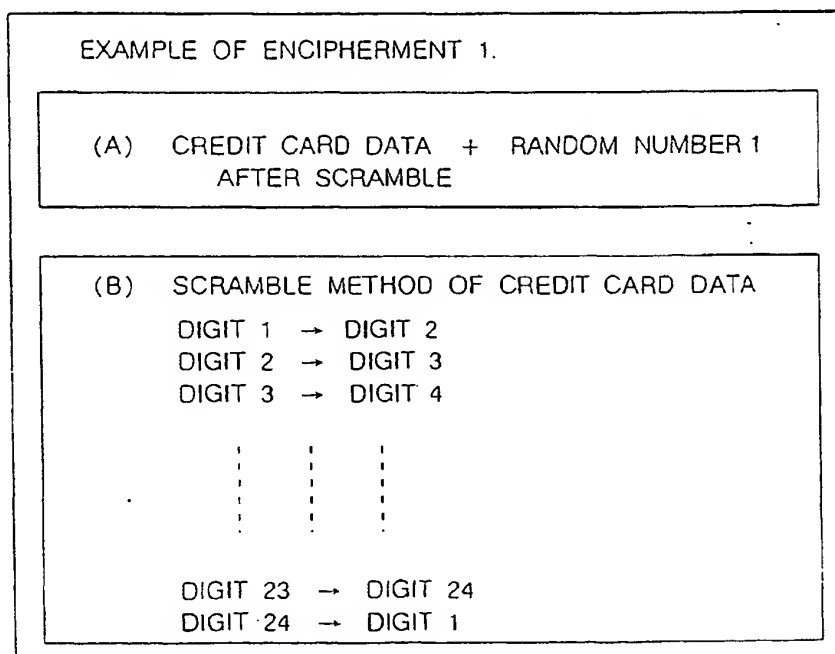 EXAMPLE OF ENCIPHERMENT 1.
(A) CREDIT CARD DATA + RANDOM NUMBER 1
AFTER SCRAMBLE
(B) SCRAMBLE METHOD OF CREDIT CARD DATA
DIGIT 1 → DIGIT 2
DIGIT 2 → DIGIT 3
DIGIT 3 → DIGIT 4
DIGIT 23 → DIGIT 24
DIGIT 24 → DIGIT 1